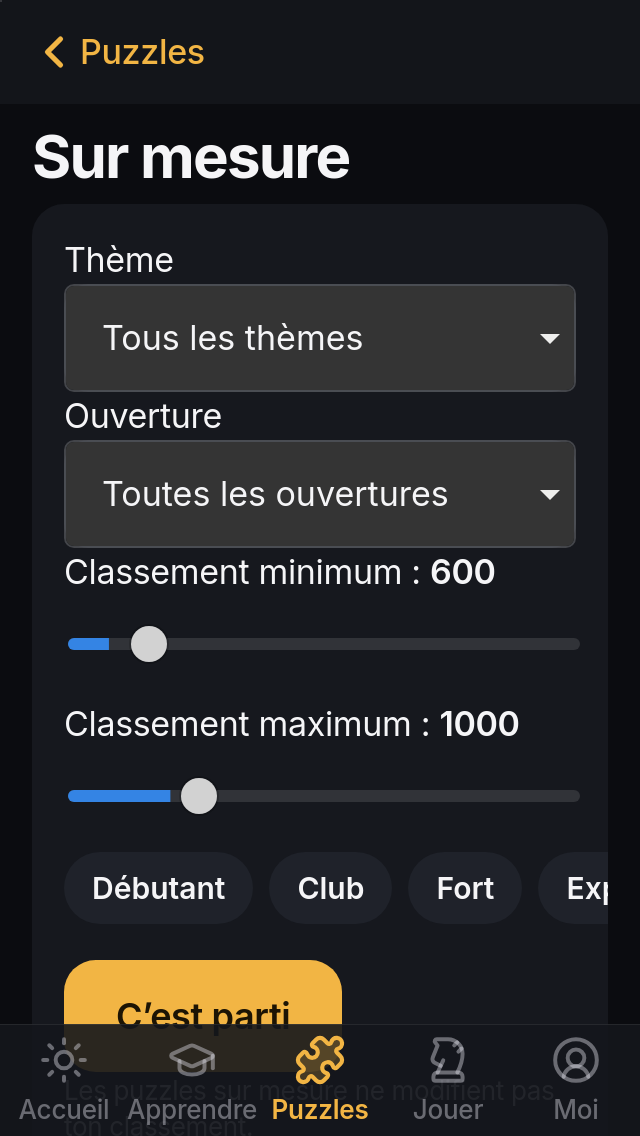 Puzzles
Sur mesure
Thème
Tous les thèmes
Ouverture
Toutes les ouvertures
Classement minimum : 600
Classement maximum : 1000
Débutant Club Fort Exp
C’est parti
Les puzzles sur mesure ne modifient pas
ton classement.
Accueil Apprendre Puzzles Jouer Moi